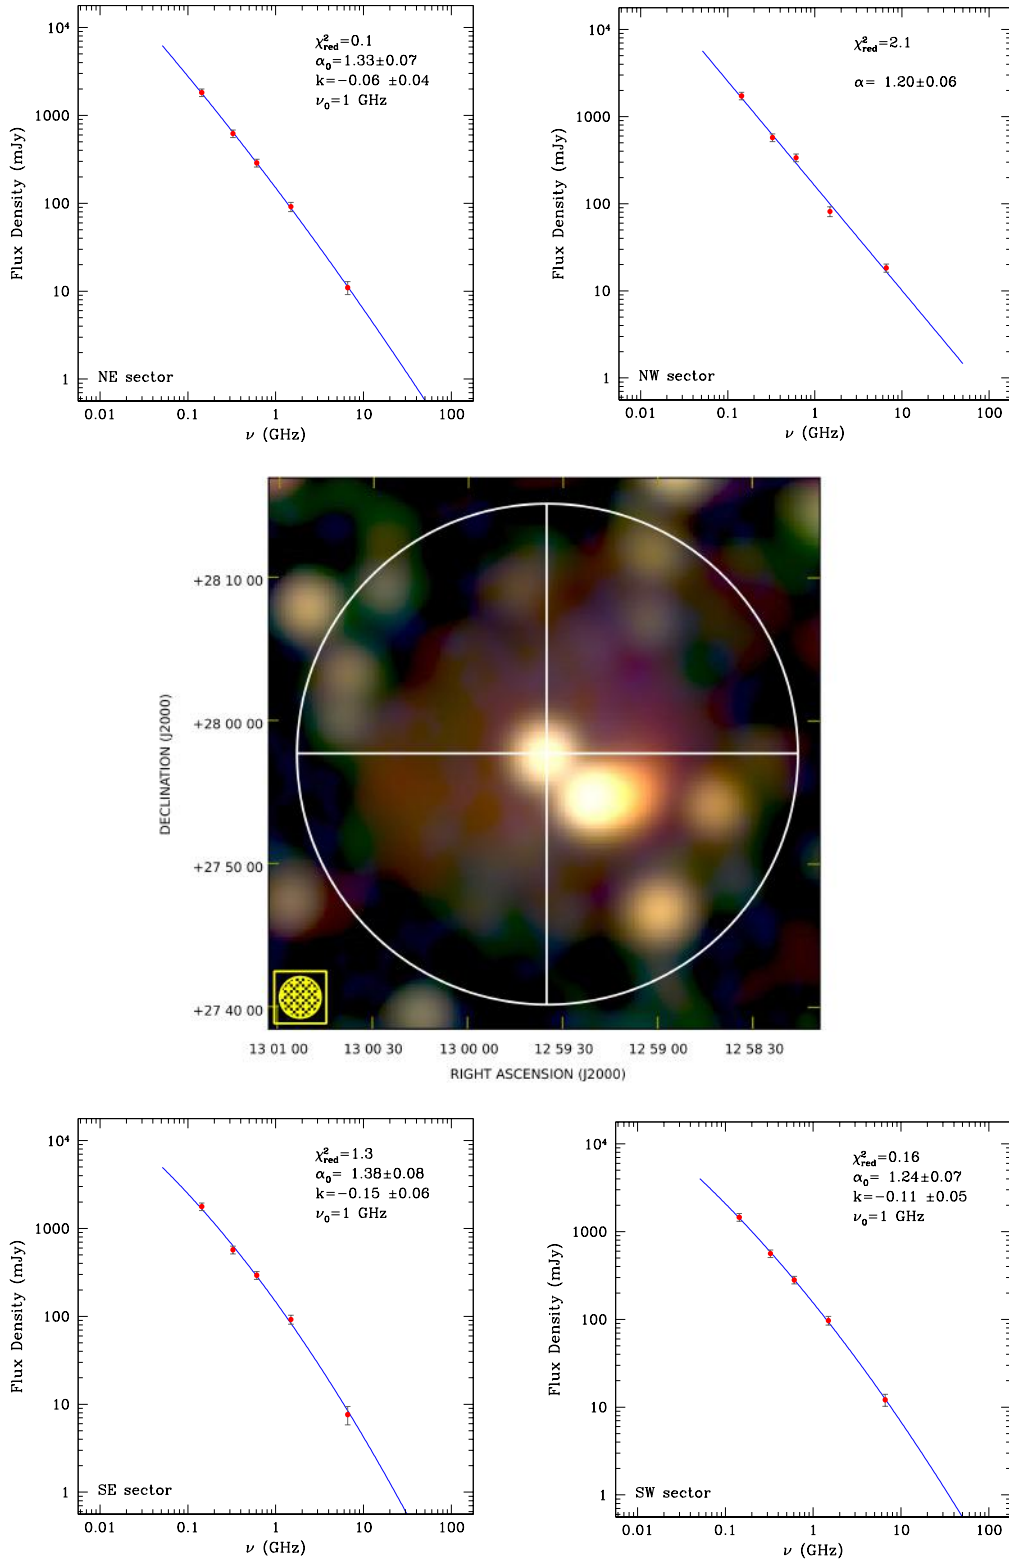 χ²red=0.1
α₀=1.33±0.07
k=−0.06 ±0.04
ν₀=1 GHz
10⁴
1000
100
10
1
Flux Density (mJy)
NE sector
0.01 0.1 1 10 100
ν (GHz)
χ²red=2.1
α= 1.20±0.06
10⁴
1000
100
10
1
Flux Density (mJy)
NW sector
0.01 0.1 1 10 100
ν (GHz)
+28 10 00
+28 00 00
+27 50 00
+27 40 00
DECLINATION (J2000)
13 01 00 13 00 30 13 00 00 12 59 30 12 59 00 12 58 30
RIGHT ASCENSION (J2000)
χ²red=1.3
α₀= 1.38±0.08
k=−0.15 ±0.06
ν₀=1 GHz
10⁴
1000
100
10
1
Flux Density (mJy)
SE sector
0.01 0.1 1 10 100
ν (GHz)
χ²red=0.16
α₀= 1.24±0.07
k=−0.11 ±0.05
ν₀=1 GHz
10⁴
1000
100
10
1
Flux Density (mJy)
SW sector
0.01 0.1 1 10 100
ν (GHz)